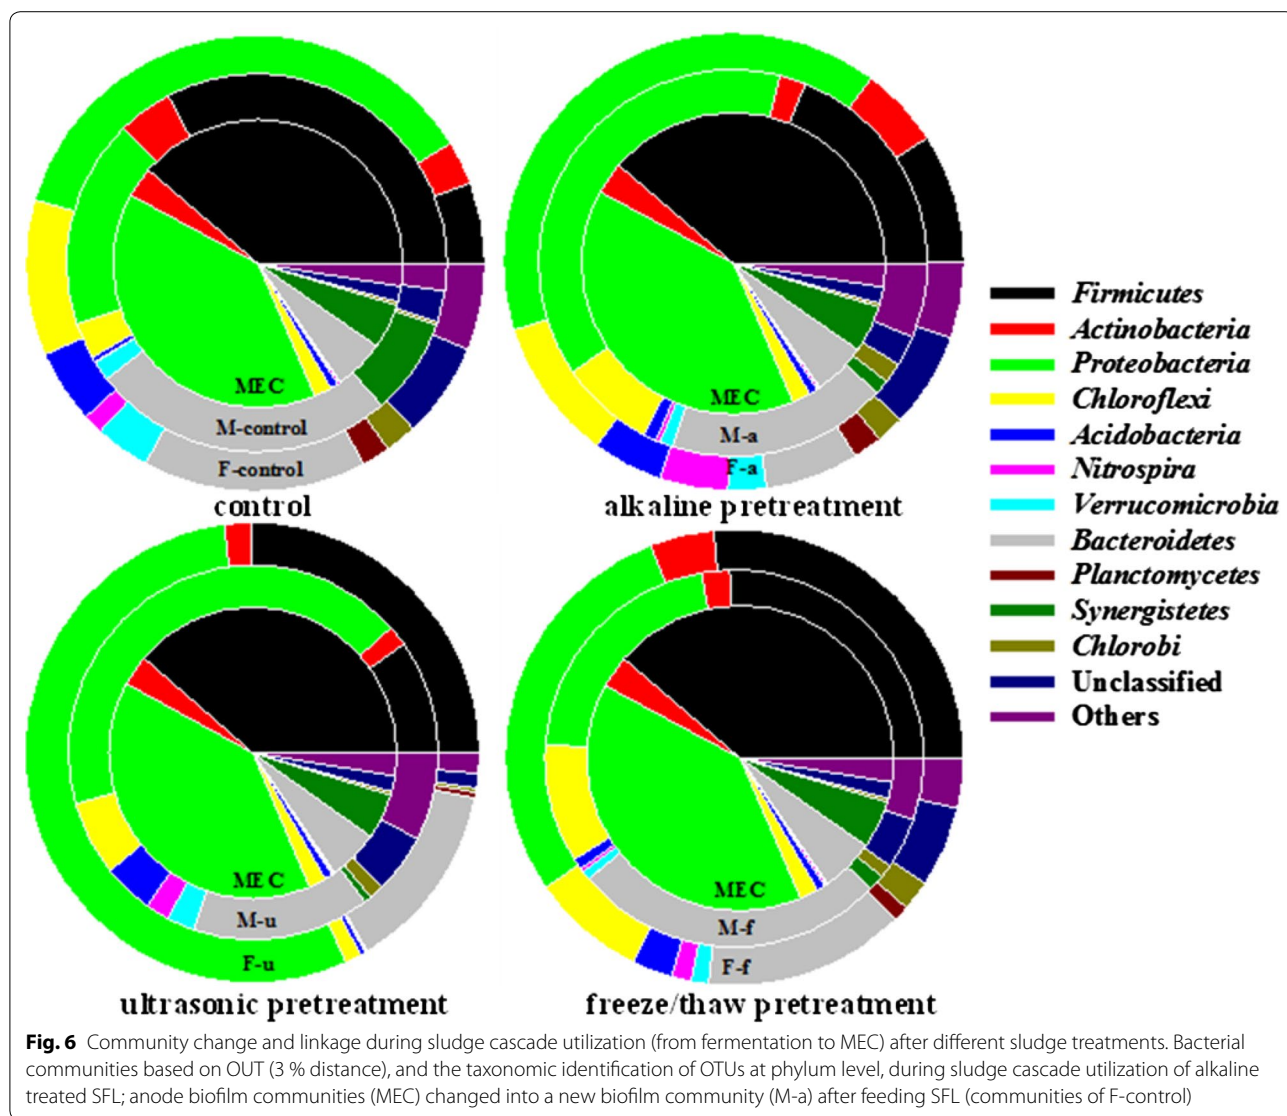 MEC
M-control
F-control
control
MEC
M-a
F-a
alkaline pretreatment
Firmicutes
Actinobacteria
Proteobacteria
Chloroflexi
Acidobacteria
Nitrospira
Verrucomicrobia
Bacteroidetes
Planctomycetes
Synergistetes
Chlorobi
Unclassified
Others
MEC
M-u
F-u
ultrasonic pretreatment
MEC
M-f
F-f
freeze/thaw pretreatment
Fig. 6 Community change and linkage during sludge cascade utilization (from fermentation to MEC) after different sludge treatments. Bacterial
communities based on OUT (3 % distance), and the taxonomic identification of OTUs at phylum level, during sludge cascade utilization of alkaline
treated SFL; anode biofilm communities (MEC) changed into a new biofilm community (M-a) after feeding SFL (communities of F-control)